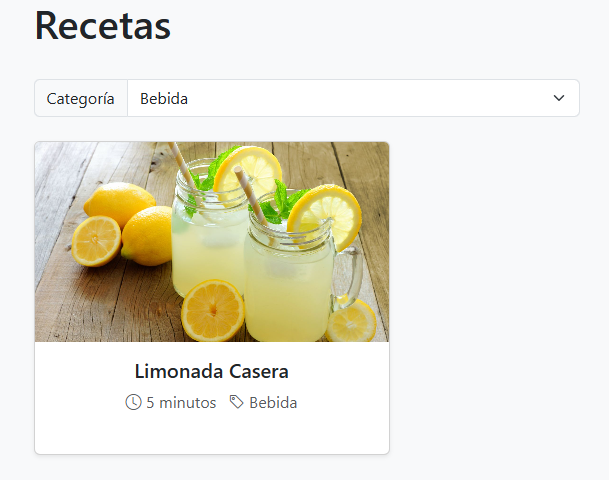 Recetas
Categoría Bebida
Limonada Casera
5 minutos Bebida